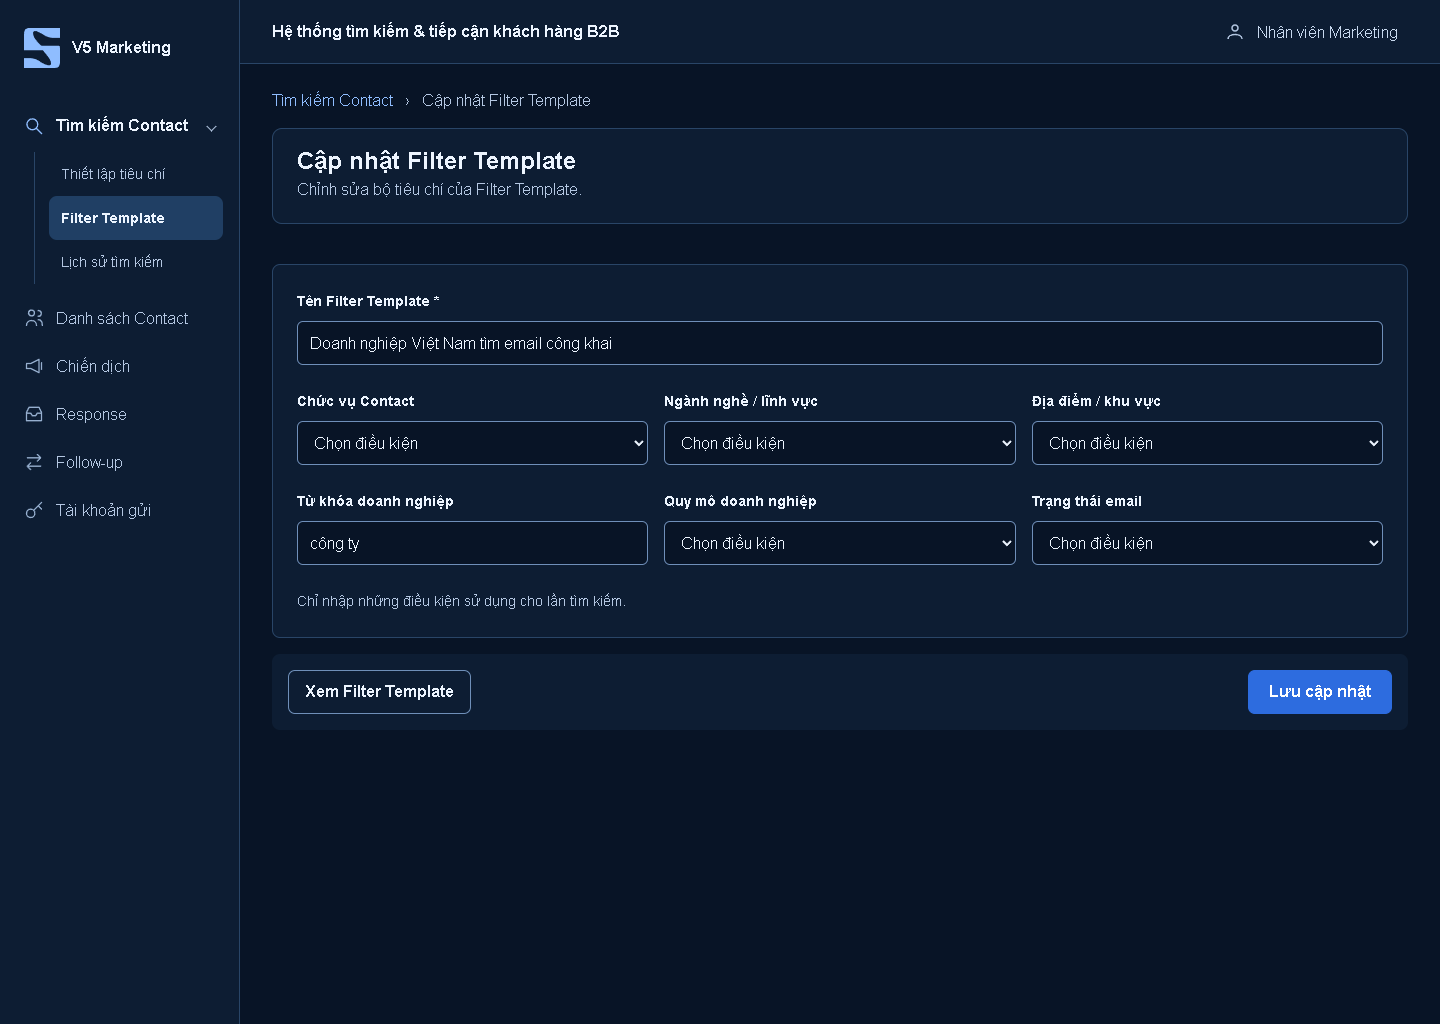 V5 Marketing
Hệ thống tìm kiếm & tiếp cận khách hàng B2B
Nhân viên Marketing
Tìm kiếm Contact
Thiết lập tiêu chí
Filter Template
Lịch sử tìm kiếm
Danh sách Contact
Chiến dịch
Response
Follow-up
Tài khoản gửi
Tìm kiếm Contact › Cập nhật Filter Template
Cập nhật Filter Template
Chỉnh sửa bộ tiêu chí của Filter Template.
Tên Filter Template *
Doanh nghiệp Việt Nam tìm email công khai
Chức vụ Contact
Ngành nghề / lĩnh vực
Địa điểm / khu vực
Chọn điều kiện
Chọn điều kiện
Chọn điều kiện
Từ khóa doanh nghiệp
Quy mô doanh nghiệp
Trạng thái email
công ty
Chọn điều kiện
Chọn điều kiện
Chỉ nhập những điều kiện sử dụng cho lần tìm kiếm.
Xem Filter Template
Lưu cập nhật